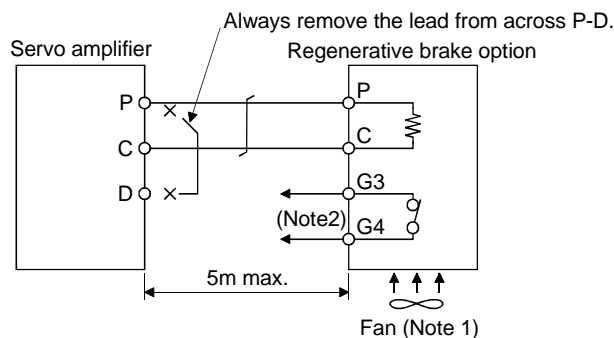 Always remove the lead from across P-D.
Servo amplifier
Regenerative brake option
P
P
C
C
D
G3
(Note2)
G4
5m max.
Fan (Note 1)